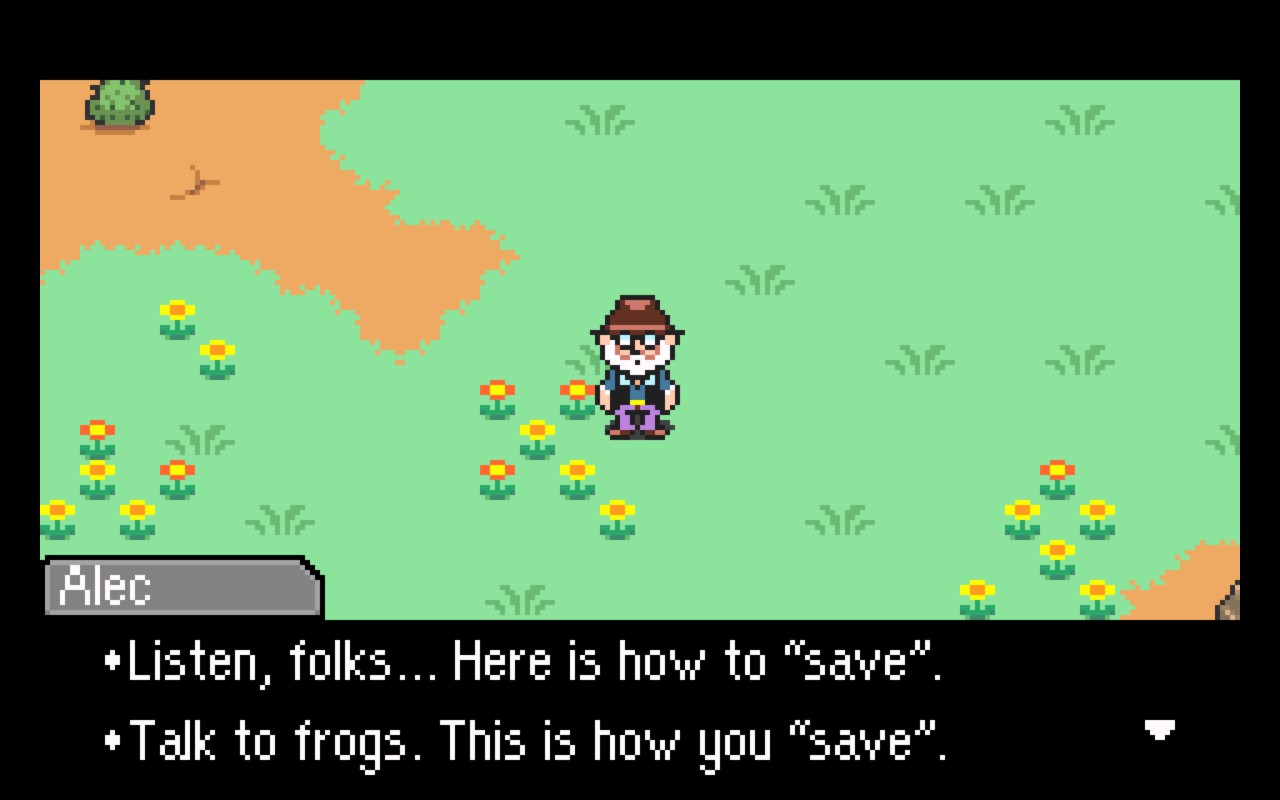 Alec
•Listen, folks... Here is how to “save”.
•Talk to frogs. This is how you “save”.